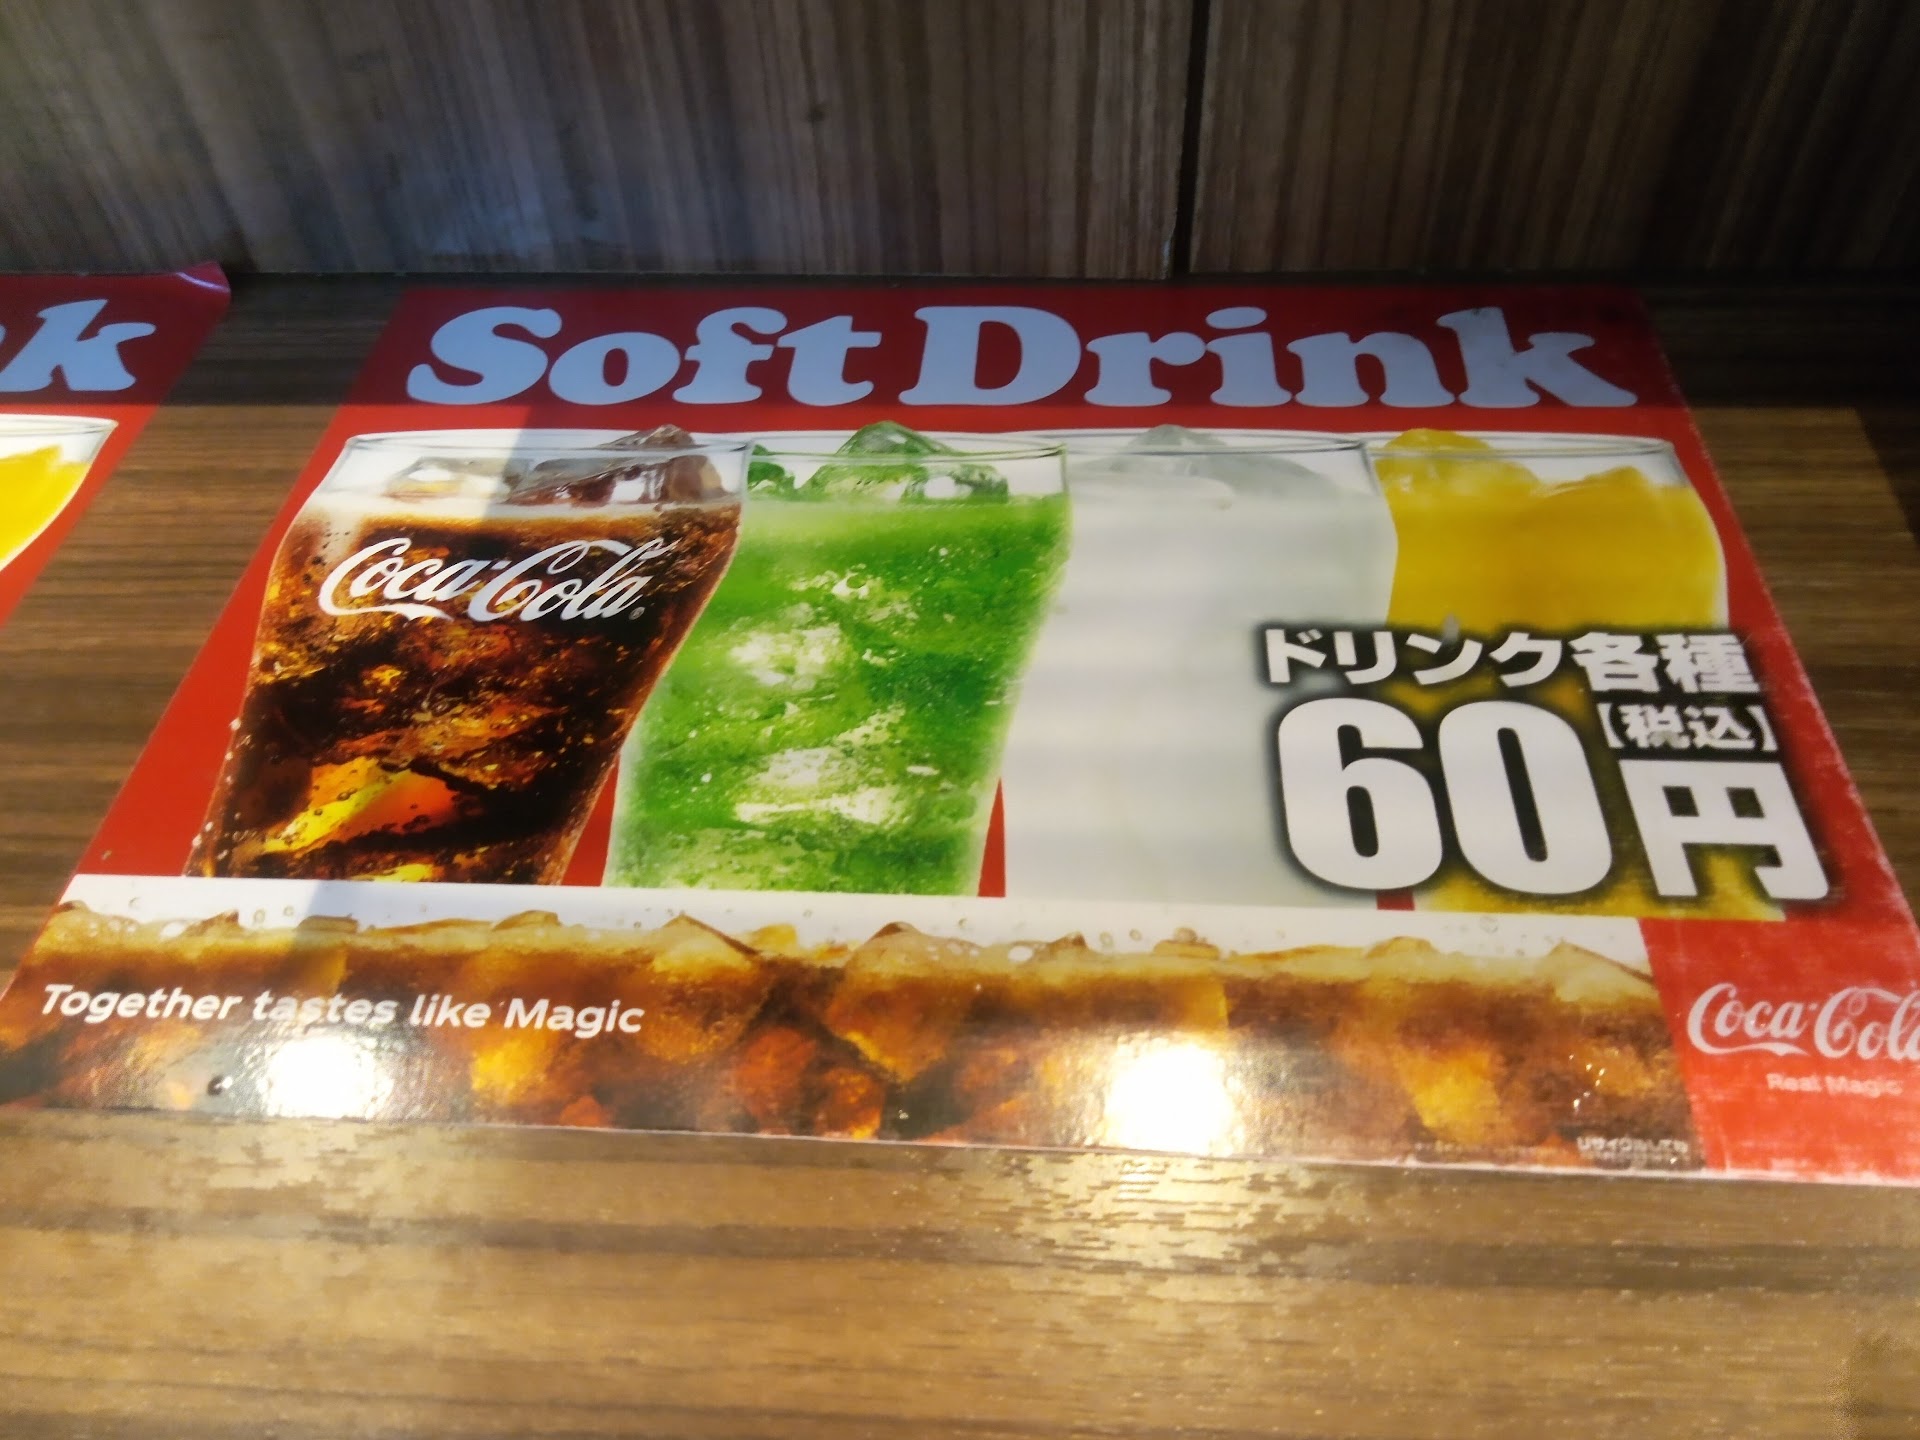 nk
Soft Drink
Coca-Cola
ドリンク各種
【税込】
60円
Together tastes like Magic
Coca-Cola
Real Magic